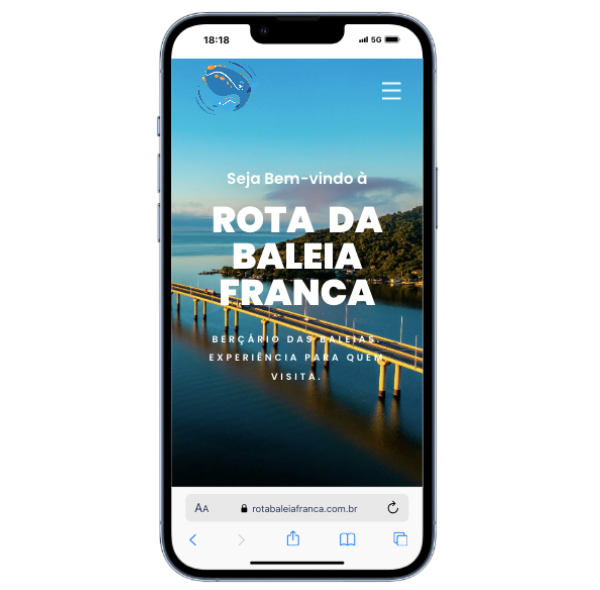 18:18
5G
Seja Bem-vindo à
ROTA DA
BALEIA
FRANCA
BERÇÁRIO DAS BALEIAS.
EXPERIÊNCIA PARA QUEM
VISITA.
AA rotabaleiafranca.com.br